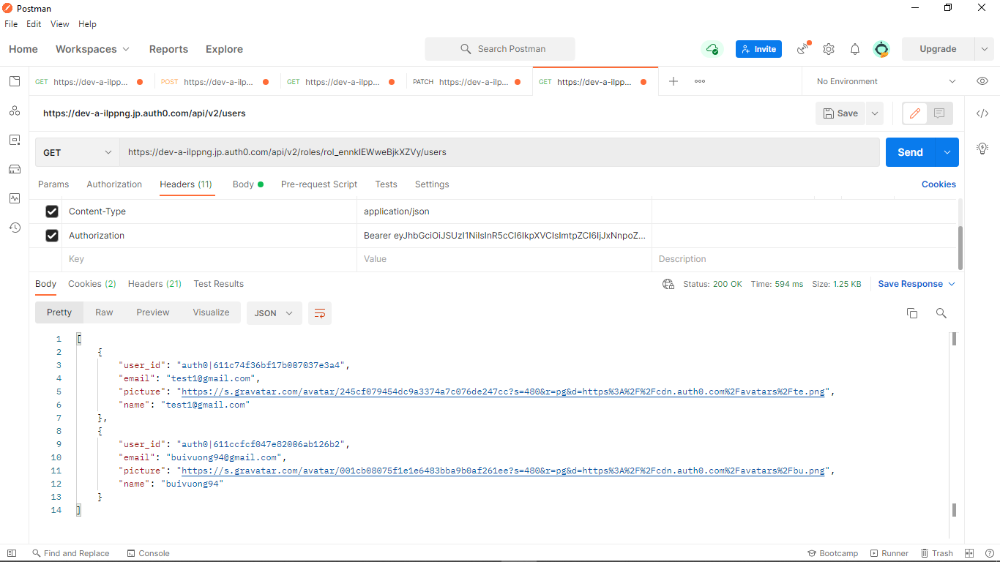 Postman
File Edit View Help
Home Workspaces Reports Explore Search Postman Invite Upgrade
GET https://dev-a-ilpp... POST https://dev-a-ilpp... GET https://dev-a-ilpp... PATCH https://dev-a-ilpp... GET https://dev-a-ilpp... + ooo No Environment
https://dev-a-ilppng.jp.auth0.com/api/v2/users Save </>
GET https://dev-a-ilppng.jp.auth0.com/api/v2/roles/rol_ennkIEWweBjkXZVy/users Send
Params Authorization Headers (11) Body Pre-request Script Tests Settings Cookies
Content-Type application/json
Authorization Bearer eyJhbGciOiJSUzI1NiIsInR5cCI6IkpXVCIsImtpZCI6IjJxNnpoZ...
Key Value Description
Body Cookies (2) Headers (21) Test Results Status: 200 OK Time: 594 ms Size: 1.25 KB Save Response
Pretty Raw Preview Visualize JSON
1 [
2 {
3 "user_id": "auth0|611c74f36bf17b007037e3a4",
4 "email": "test1@gmail.com",
5 "picture": "https://s.gravatar.com/avatar/245cf079454dc9a3374a7c076de247cc?s=480&r=pg&d=https%3A%2F%2Fcdn.auth0.com%2Favatars%2Fte.png",
6 "name": "test1@gmail.com"
7 },
8 {
9 "user_id": "auth0|611ccfcf047e82006ab126b2",
10 "email": "buivuong94@gmail.com",
11 "picture": "https://s.gravatar.com/avatar/001cb08075f1e1e6483bba9b0af261ee?s=480&r=pg&d=https%3A%2F%2Fcdn.auth0.com%2Favatars%2Fbu.png",
12 "name": "buivuong94"
13 }
14 ]
Find and Replace Console Bootcamp Runner Trash